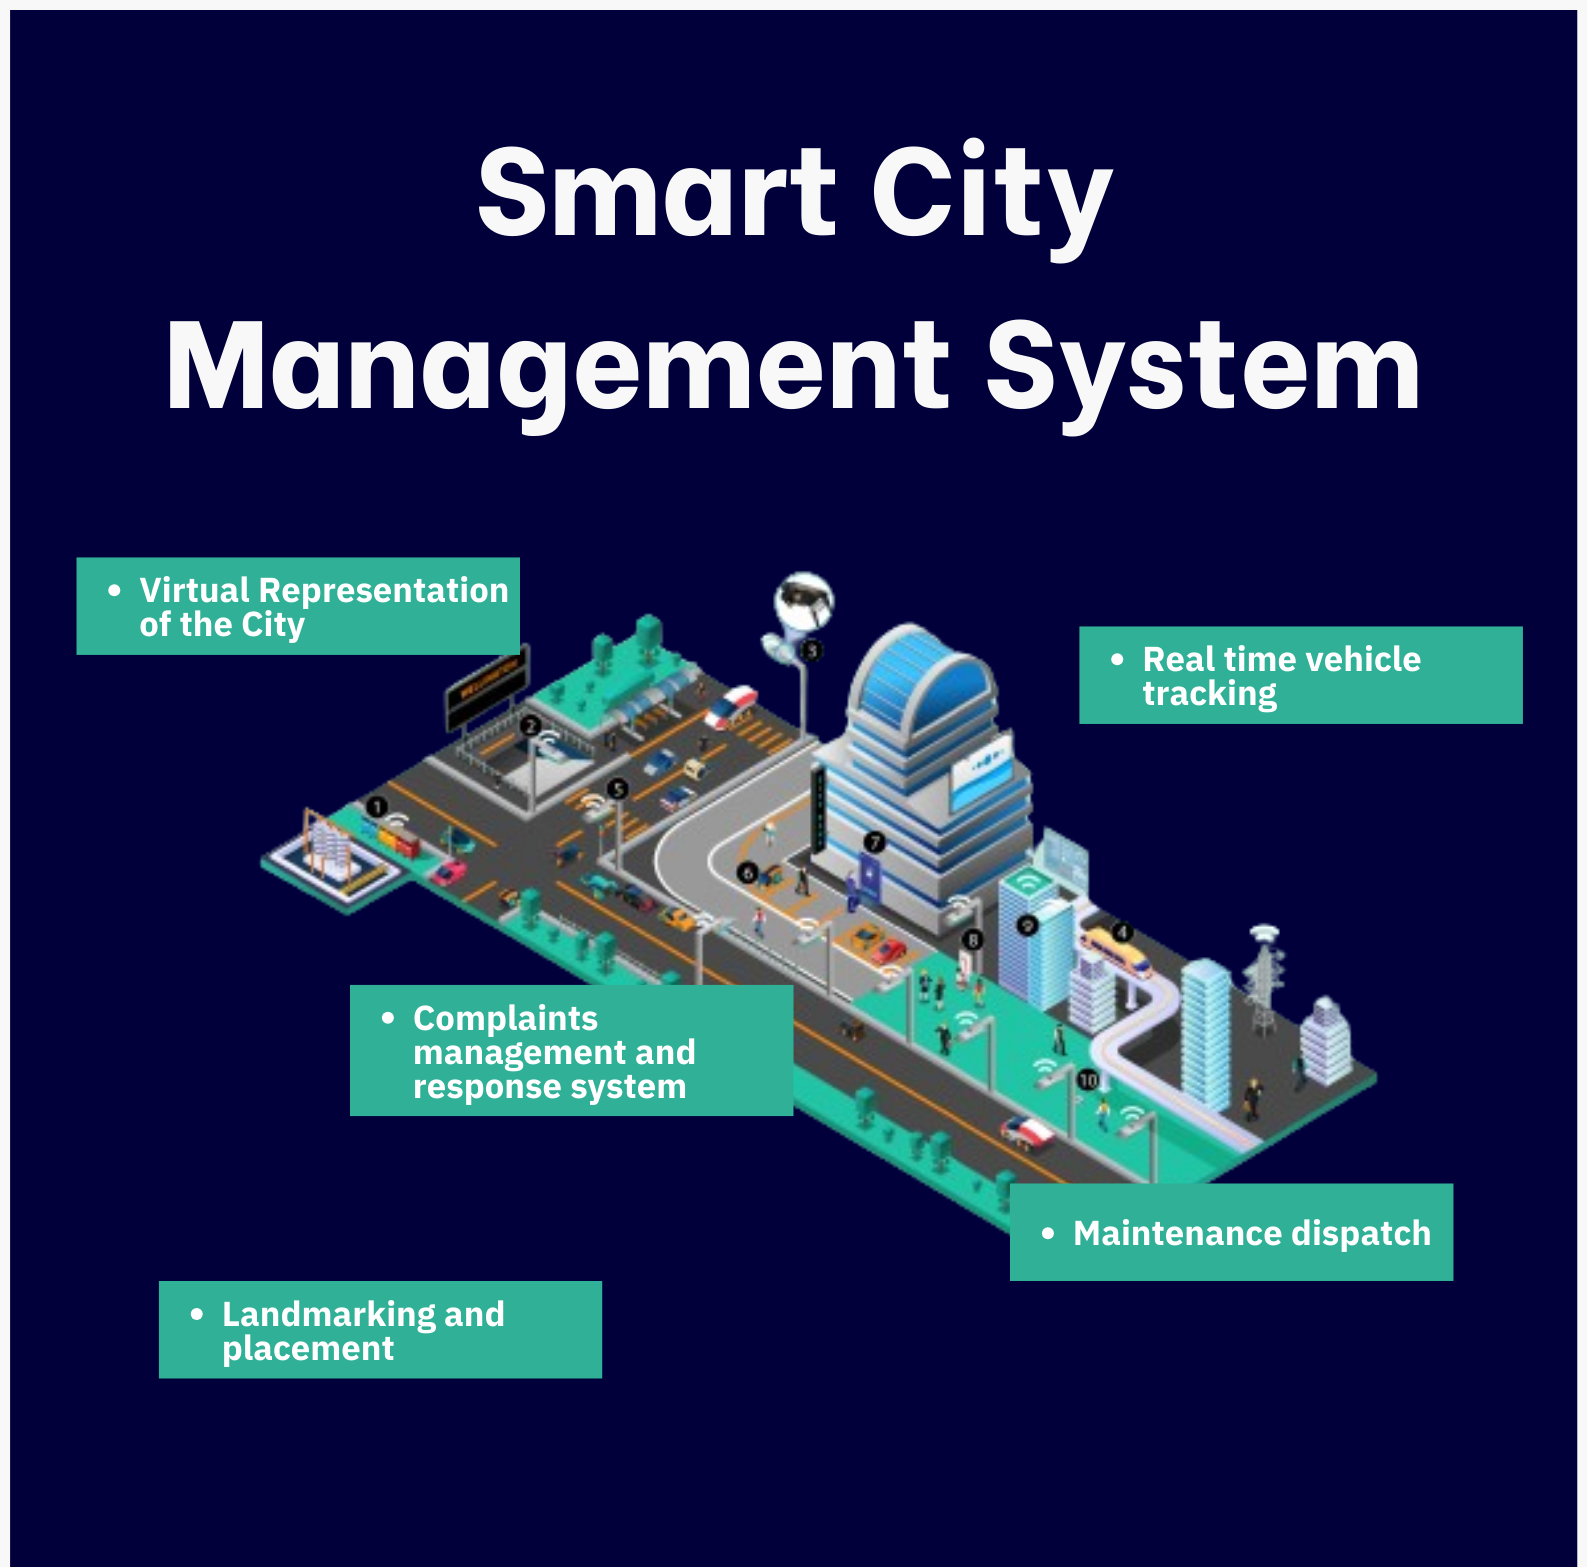 Smart City
Management System
• Virtual Representation
of the City
• Real time vehicle
tracking
3
2
5
1
7
6
9
4
8
• Complaints
management and
response system
10
• Maintenance dispatch
• Landmarking and
placement